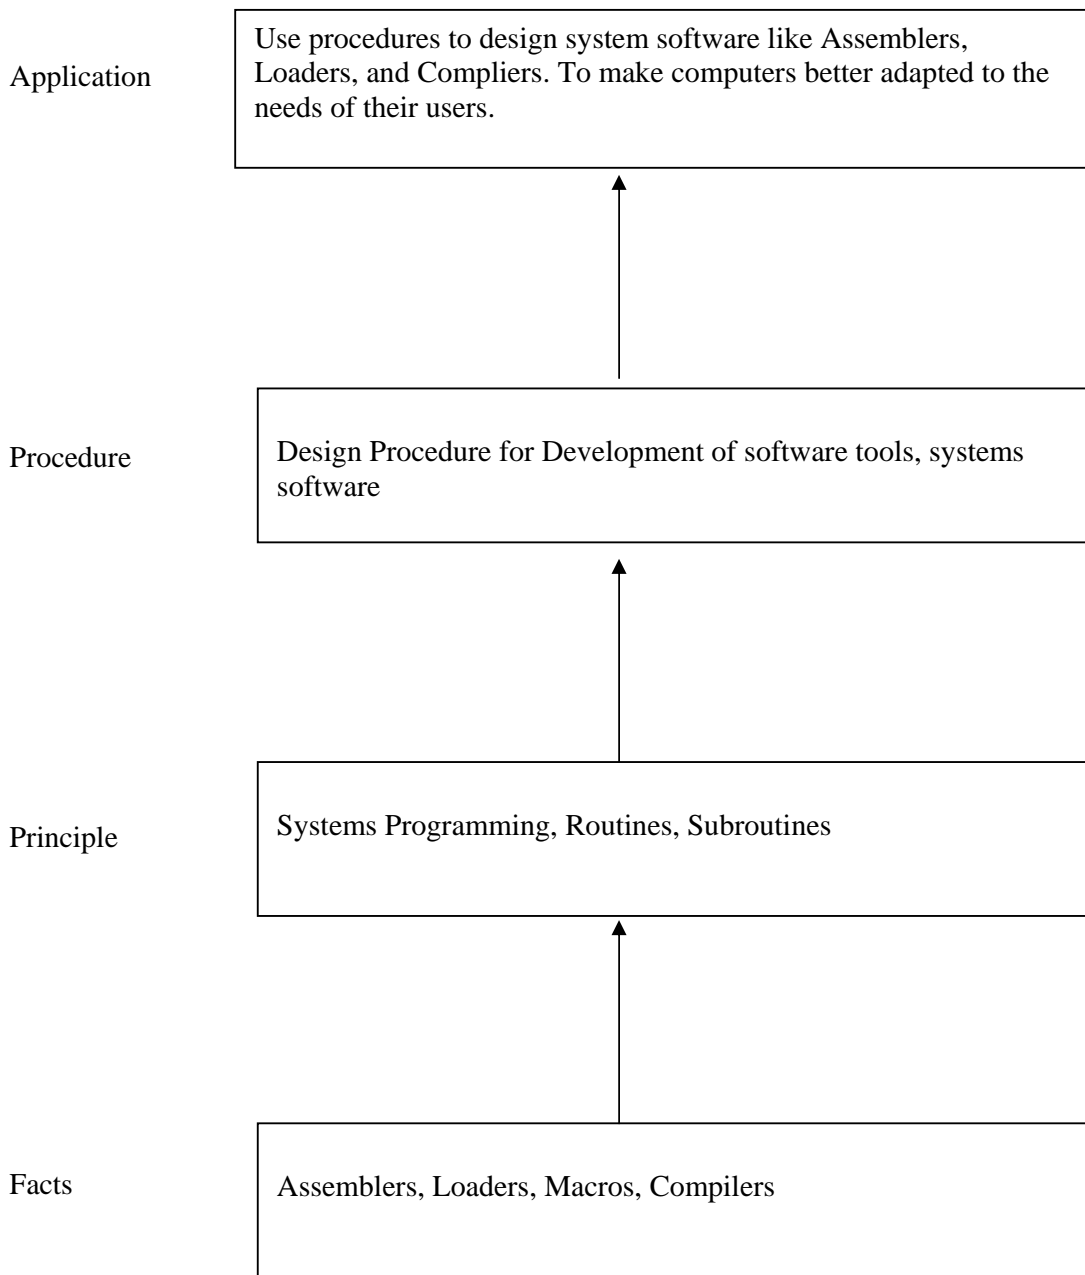 Application
Use procedures to design system software like Assemblers,
Loaders, and Compliers. To make computers better adapted to the
needs of their users.
Procedure
Design Procedure for Development of software tools, systems
software
Principle
Systems Programming, Routines, Subroutines
Facts
Assemblers, Loaders, Macros, Compilers